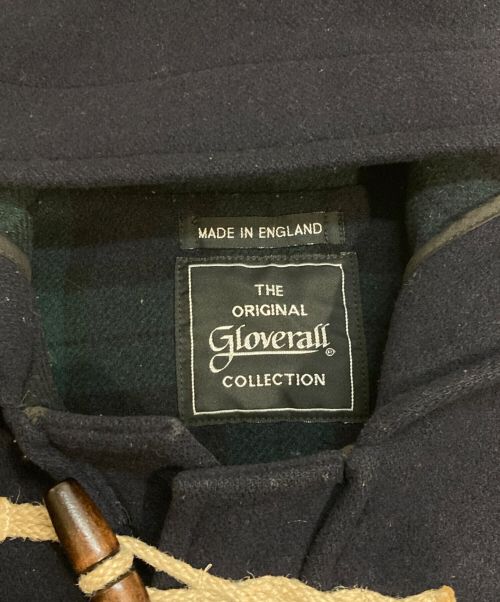 MADE IN ENGLAND
THE
ORIGINAL
Gloverall®
COLLECTION